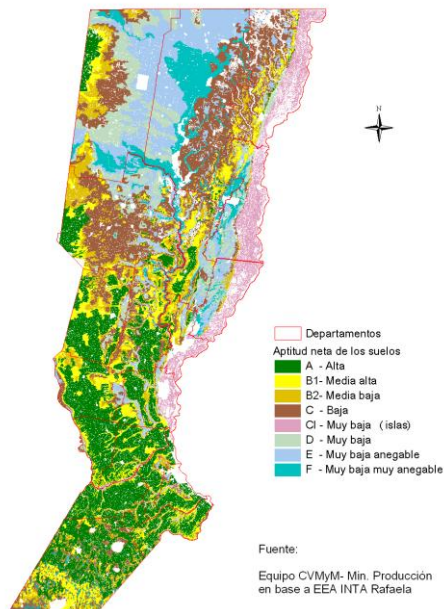 N
Departamentos
Aptitud neta de los suelos
A - Alta
B1- Media alta
B2- Media baja
C - Baja
CI - Muy baja (islas)
D - Muy baja
E - Muy baja anegable
F - Muy baja muy anegable
Fuente:
Equipo CVMyM- Min. Producción
en base a EEA INTA Rafaela